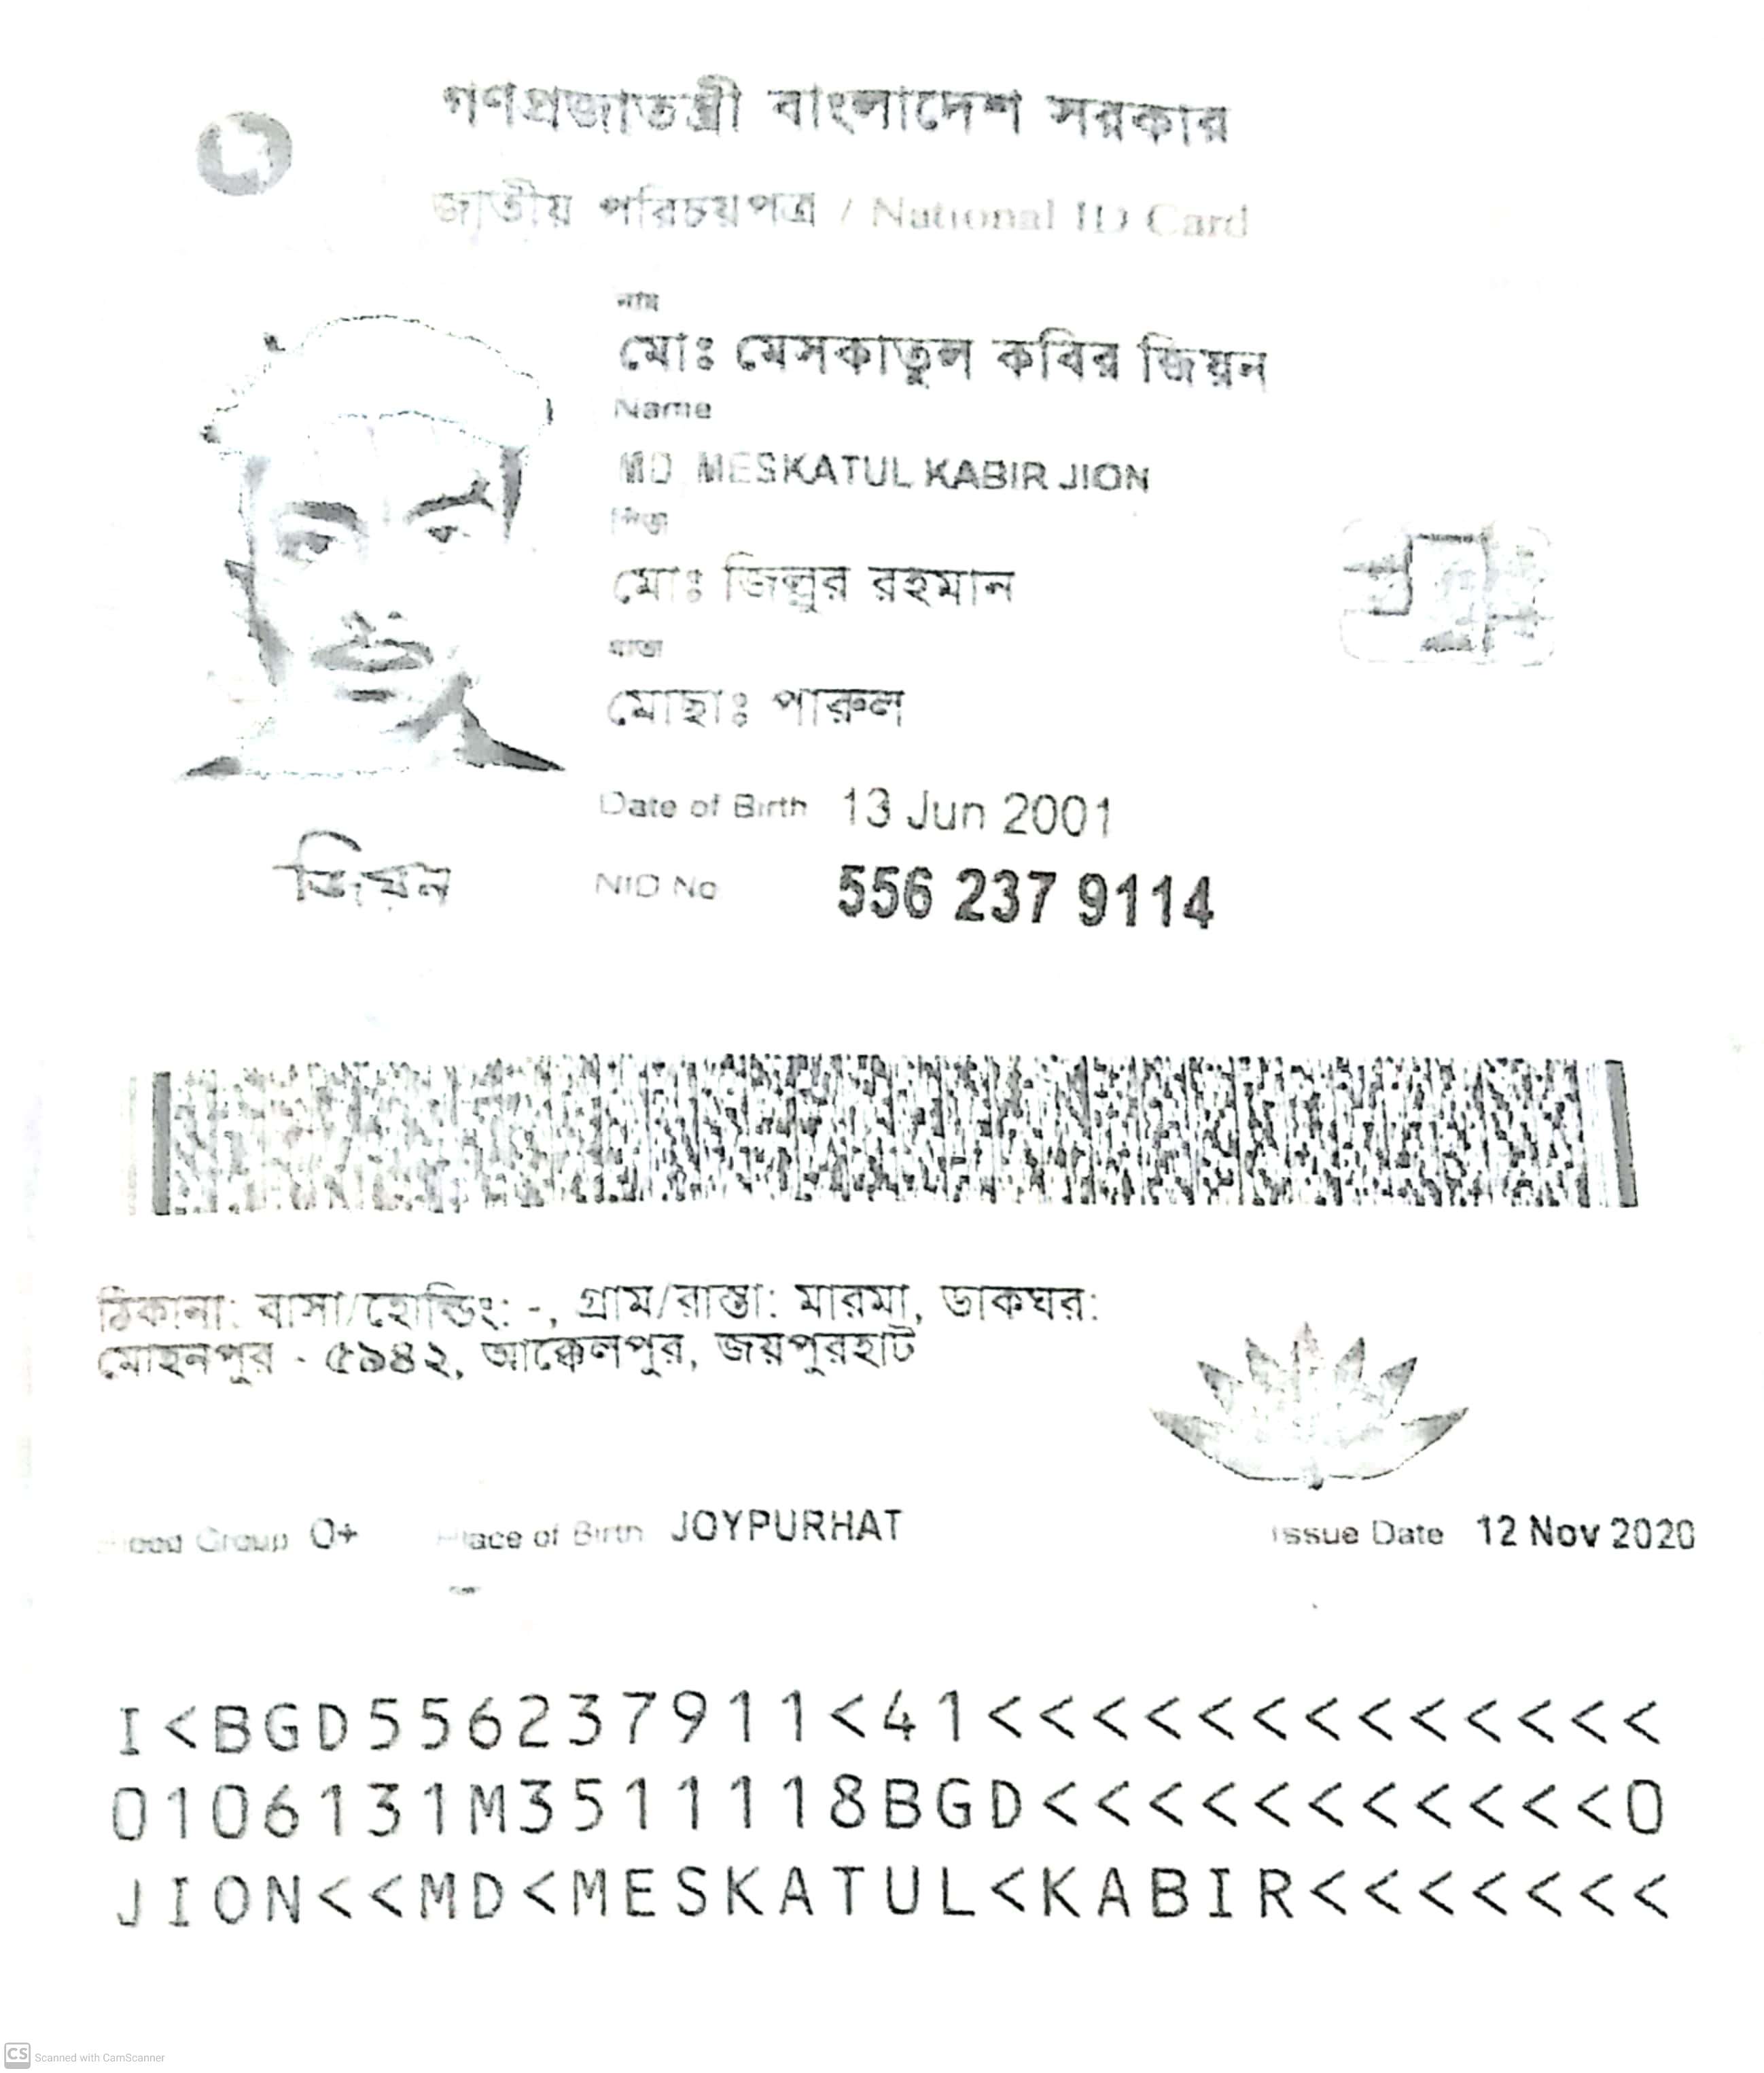 গণপ্রজাতন্ত্রী বাংলাদেশ সরকার
জাতীয় পরিচয়পত্র / National ID Card
নাম
মোঃ মেসকাতুল কবির জিয়ন
Name
MD MESKATUL KABIR JION
পিতা
মোঃ জিল্লুর রহমান
মাতা
মোছাঃ পারুল
Date of Birth 13 Jun 2001
জিয়ন
NID No 556 237 9114
ঠিকানা: বাসা/হোল্ডিং: -, গ্রাম/রাস্তা: মারমা, ডাকঘর:
মোহনপুর - ৫৯৪২, আক্কেলপুর, জয়পুরহাট
Blood Group O+ Place of Birth JOYPURHAT Issue Date 12 Nov 2020
I<BGD556237911<41<<<<<<<<<<<<<
0106131M3511118BGD<<<<<<<<<<<0
JION<<MD<MESKATUL<KABIR<<<<<<<
CS Scanned with CamScanner